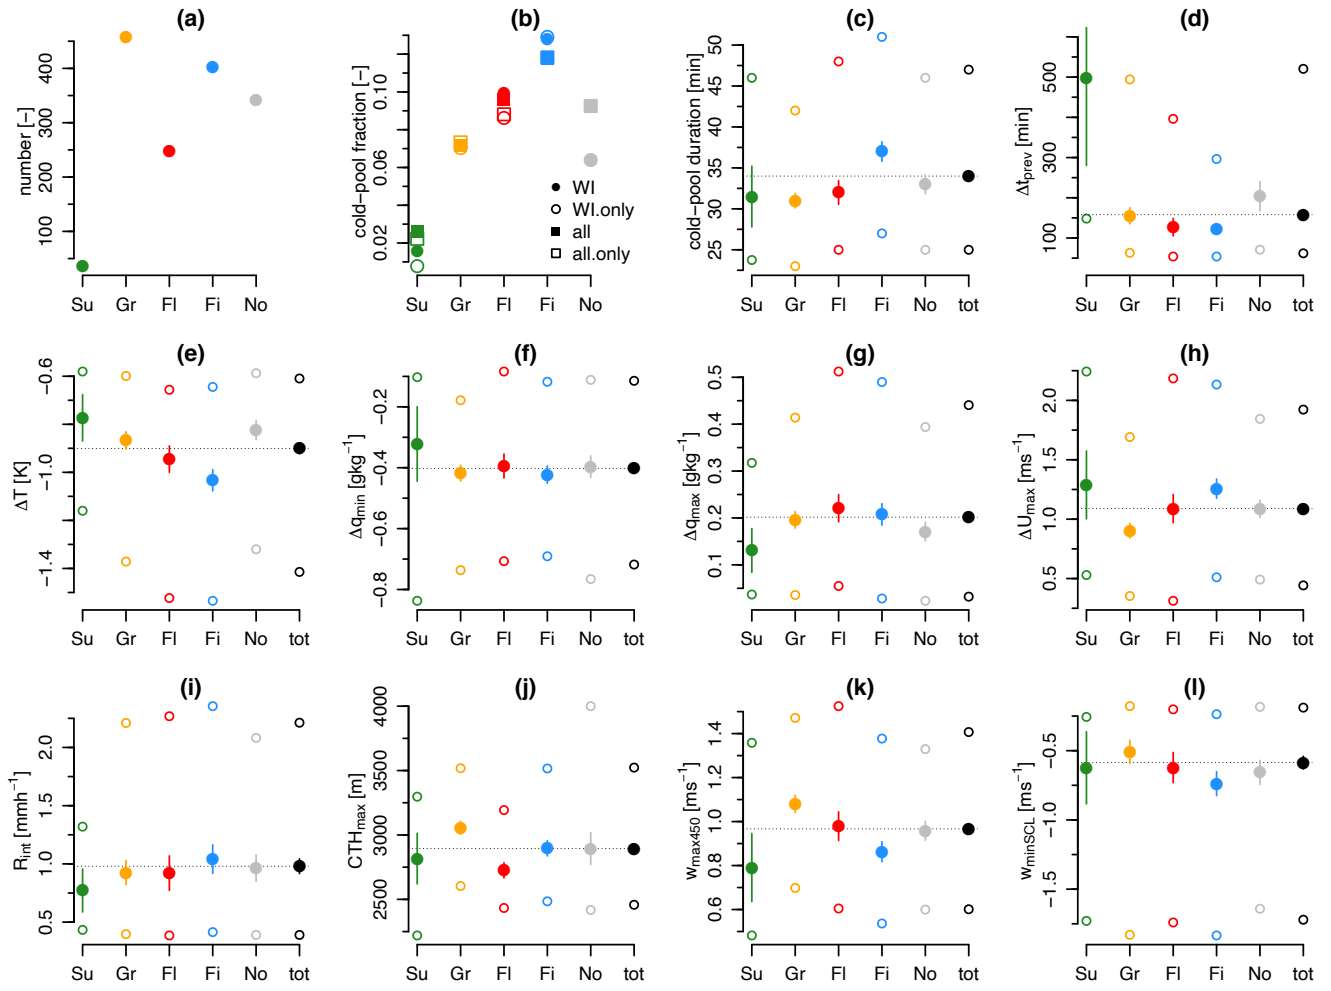 (a)
number [−]
100 200 300 400
Su Gr Fl Fi No
(b)
cold−pool fraction [−]
0.02 0.06 0.10
WI
WI.only
all
all.only
Su Gr Fl Fi No
(c)
cold−pool duration [min]
25 30 35 40 45 50
Su Gr Fl Fi No tot
(d)
Δtprev [min]
100 300 500
Su Gr Fl Fi No tot
(e)
ΔT [K]
−1.4 −1.0 −0.6
Su Gr Fl Fi No tot
(f)
Δqmin [gkg−1]
−0.8 −0.6 −0.4 −0.2
Su Gr Fl Fi No tot
(g)
Δqmax [gkg−1]
0.1 0.2 0.3 0.4 0.5
Su Gr Fl Fi No tot
(h)
ΔUmax [ms−1]
0.5 1.0 1.5 2.0
Su Gr Fl Fi No tot
(i)
Rint [mmh−1]
0.5 1.0 1.5 2.0
Su Gr Fl Fi No tot
(j)
CTHmax [m]
2500 3000 3500 4000
Su Gr Fl Fi No tot
(k)
wmax450 [ms−1]
0.6 0.8 1.0 1.2 1.4
Su Gr Fl Fi No tot
(l)
wminSCL [ms−1]
−1.5 −1.0 −0.5
Su Gr Fl Fi No tot